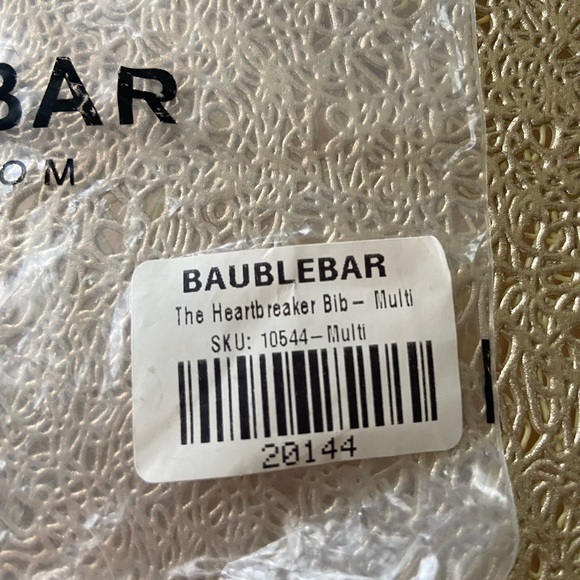 BAR
OM
BAUBLEBAR
The Heartbreaker Bib– Multi
SKU: 10544–Multi
20144